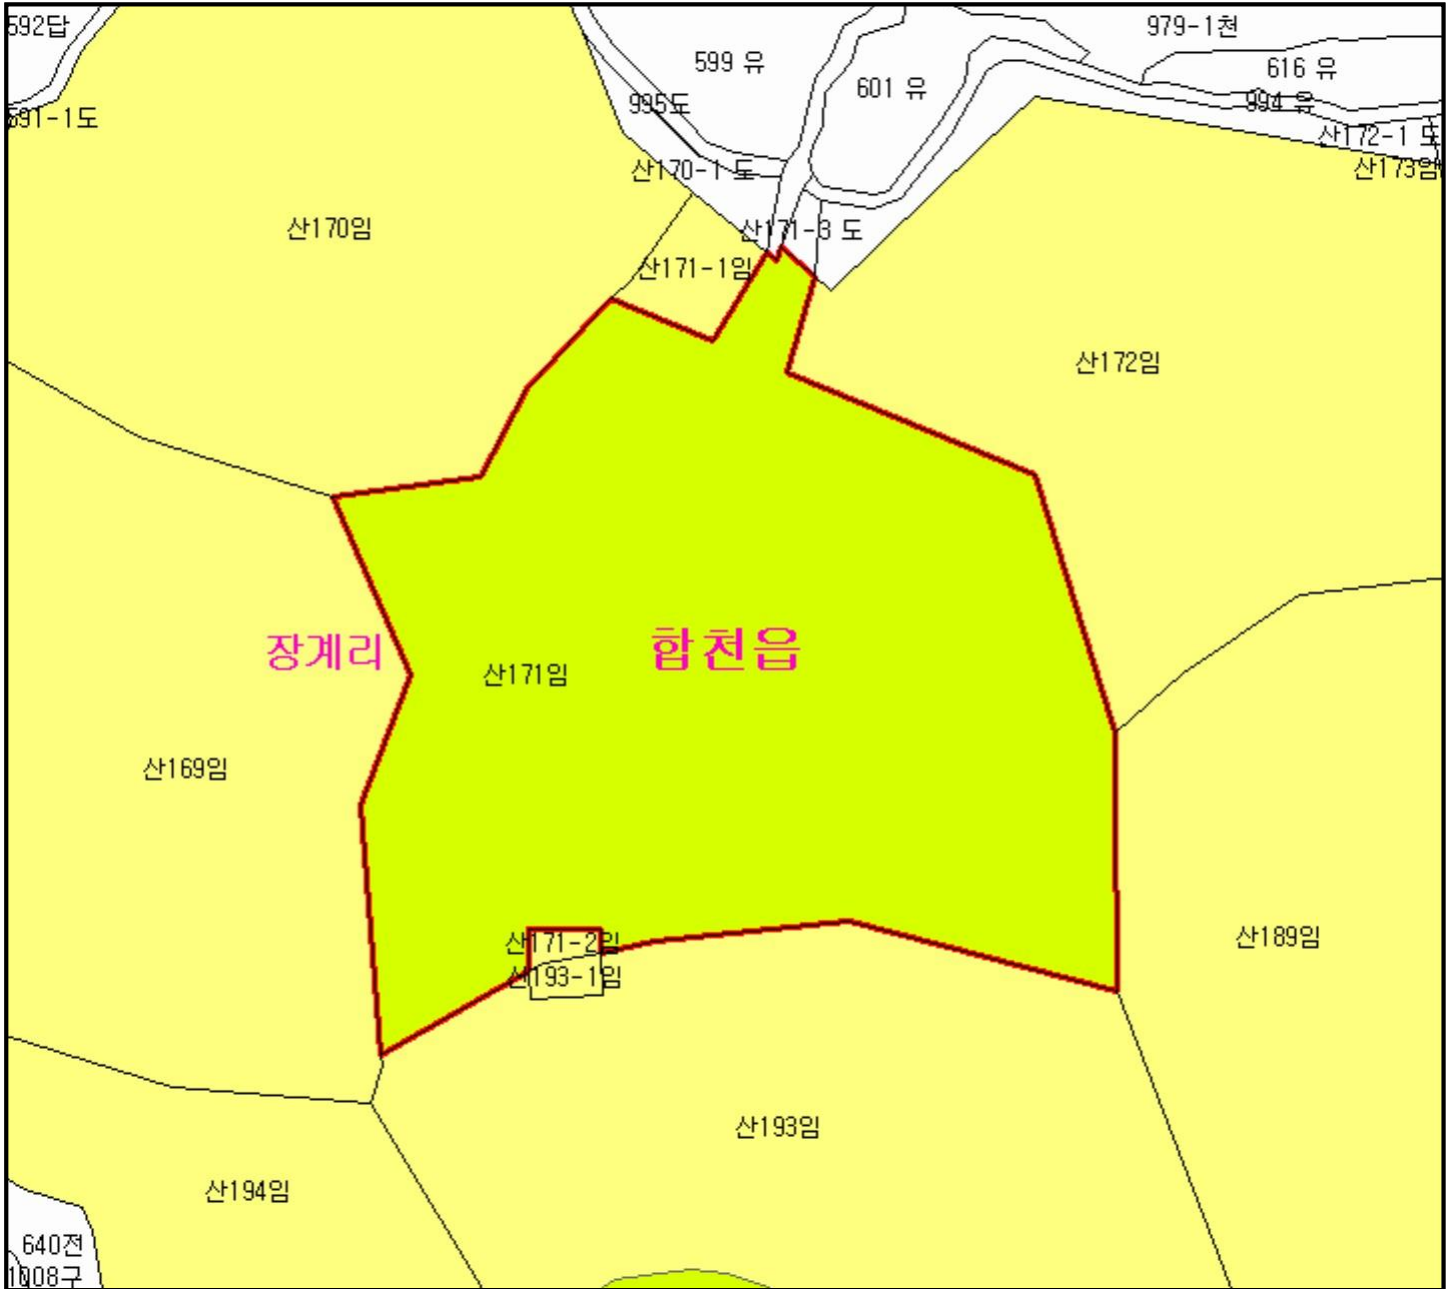 592답
979-1천
599 유
616 유
601 유
995도
994 유
591-1도
산172-1 도
산170-1 도
산173임
산170임
산171-3 도
산171-1임
산172임
장계리
합천읍
산171임
산169임
산171-2임
산189임
산193-1임
산193임
산194임
640전
1008구